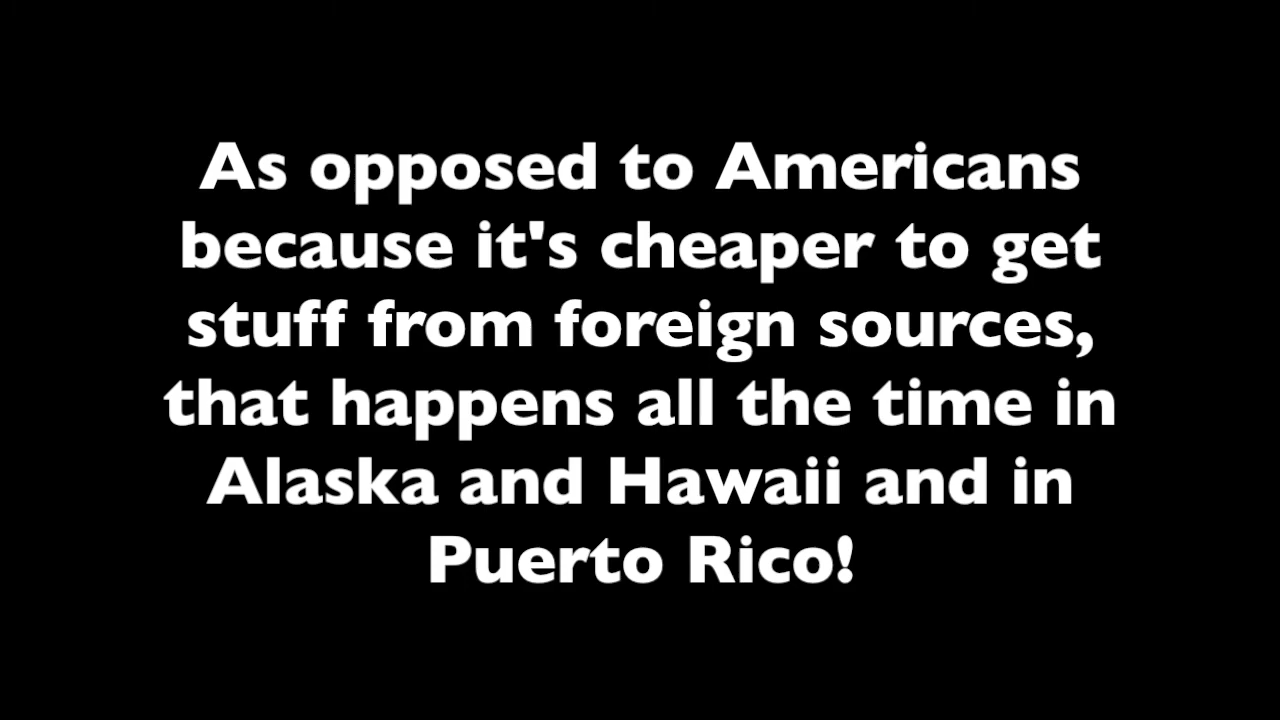 As opposed to Americans
because it's cheaper to get
stuff from foreign sources,
that happens all the time in
Alaska and Hawaii and in
Puerto Rico!